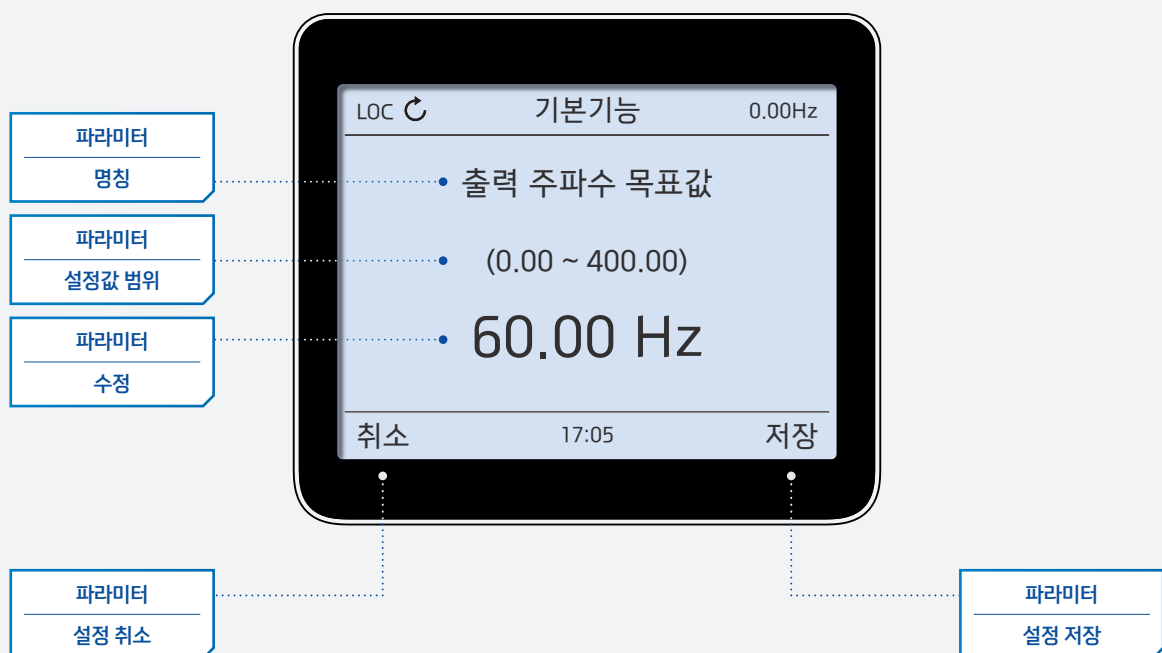 LOC 기본기능 0.00Hz
파라미터
명칭
출력 주파수 목표값
파라미터
설정값 범위
(0.00 ~ 400.00)
파라미터
수정
60.00 Hz
취소 17:05 저장
파라미터
설정 취소
파라미터
설정 저장